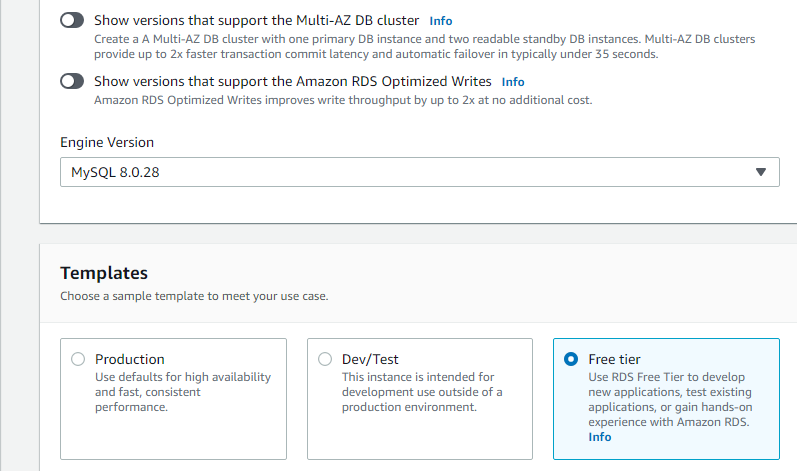 Show versions that support the Multi-AZ DB cluster Info
Create a A Multi-AZ DB cluster with one primary DB instance and two readable standby DB instances. Multi-AZ DB clusters
provide up to 2x faster transaction commit latency and automatic failover in typically under 35 seconds.
Show versions that support the Amazon RDS Optimized Writes Info
Amazon RDS Optimized Writes improves write throughput by up to 2x at no additional cost.
Engine Version
MySQL 8.0.28
Templates
Choose a sample template to meet your use case.
Production
Use defaults for high availability
and fast, consistent
performance.
Dev/Test
This instance is intended for
development use outside of a
production environment.
Free tier
Use RDS Free Tier to develop
new applications, test existing
applications, or gain hands-on
experience with Amazon RDS.
Info